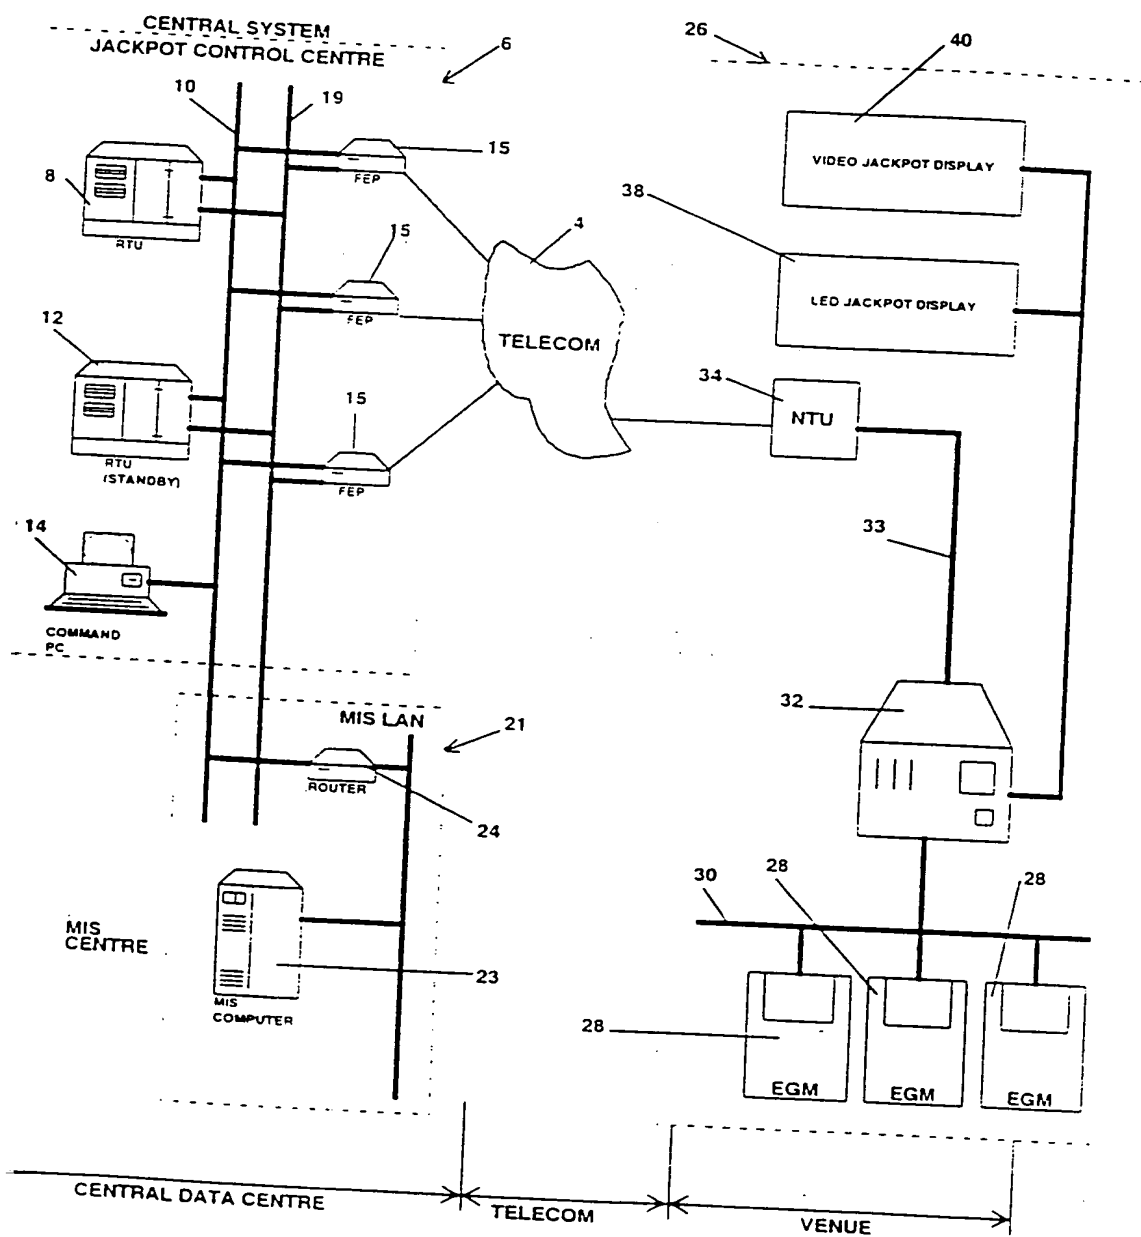 CENTRAL SYSTEM
JACKPOT CONTROL CENTRE
6
26
40
10
19
15
FEP
8
RTU
VIDEO JACKPOT DISPLAY
38
15
4
FEP
LED JACKPOT DISPLAY
12
TELECOM
34
NTU
RTU
(STANDBY)
15
FEP
14
33
COMMAND
PC
32
MIS LAN
21
ROUTER
24
30
28
28
MIS
CENTRE
23
MIS
COMPUTER
28
EGM
EGM
EGM
CENTRAL DATA CENTRE
TELECOM
VENUE